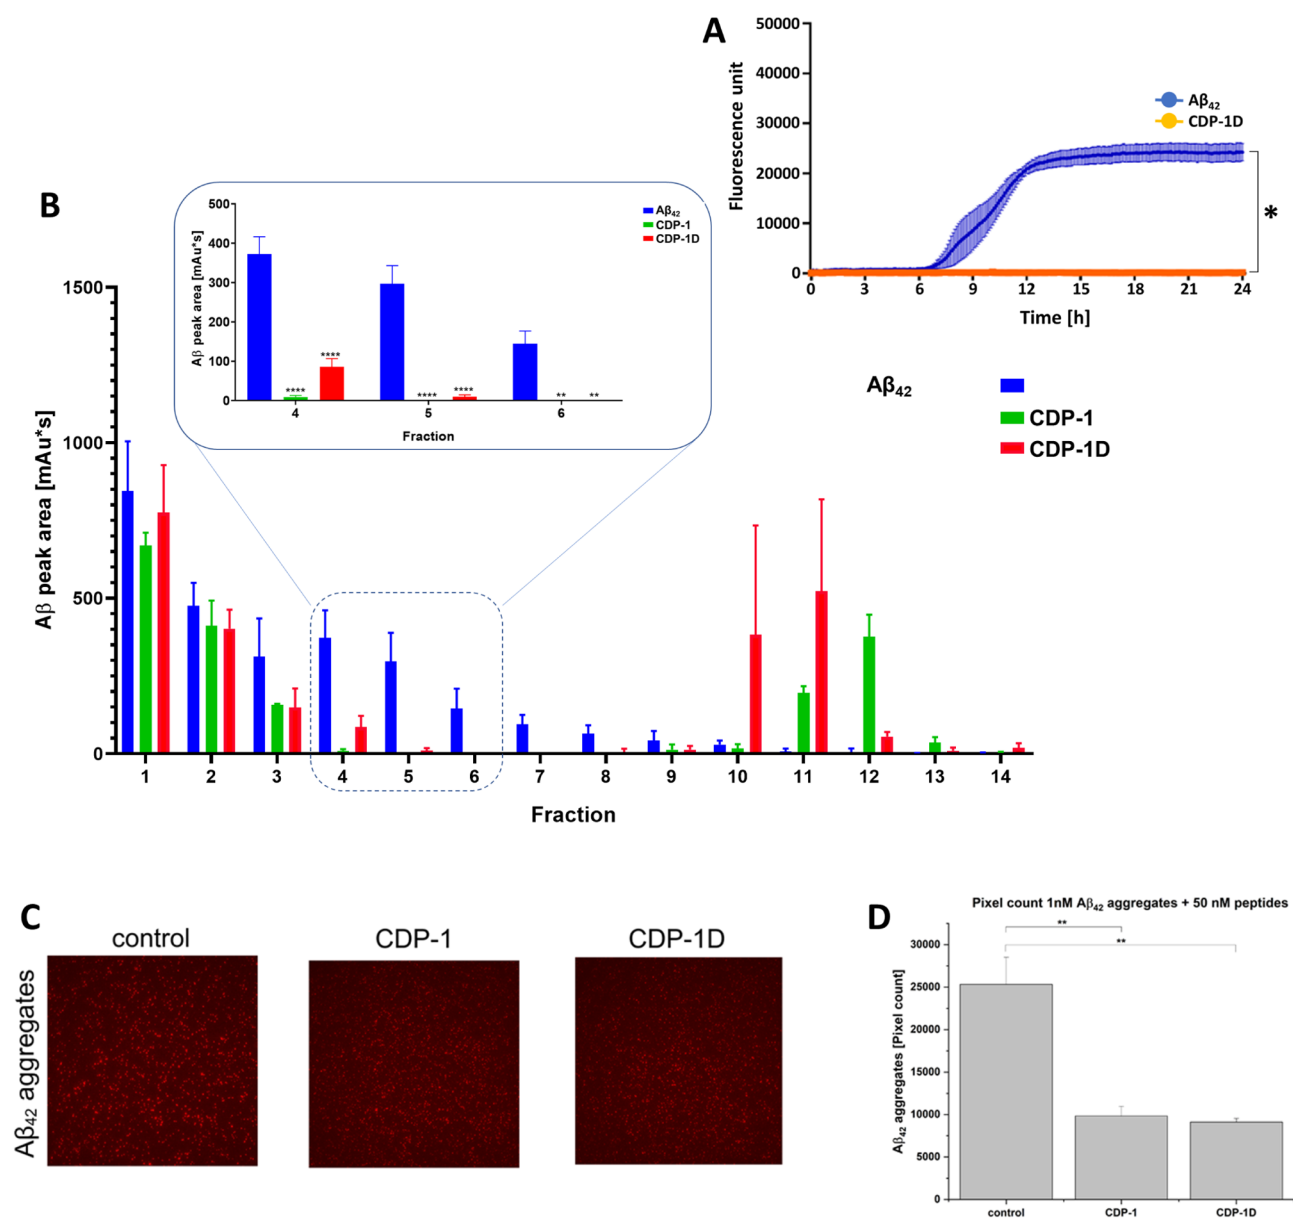 A
Fluorescence unit
50000
40000
30000
20000
10000
0
0 3 6 9 12 15 18 21 24
Time [h]
Aβ₄₂
CDP-1D
*
B
Aβ peak area [mAu*s]
1500
1000
500
0
1 2 3 4 5 6 7 8 9 10 11 12 13 14
Fraction
Aβ peak area [mAu*s]
500
400
300
200
100
0
**** ****
**** ****
** **
4 5 6
Fraction
Aβ₄₂
CDP-1
CDP-1D
Aβ₄₂
CDP-1
CDP-1D
C
control CDP-1 CDP-1D
Aβ₄₂ aggregates
D
Pixel count 1nM Aβ₄₂ aggregates + 50 nM peptides
**
**
Aβ₄₂ aggregates [Pixel count]
30000
25000
20000
15000
10000
5000
0
control CDP-1 CDP-1D